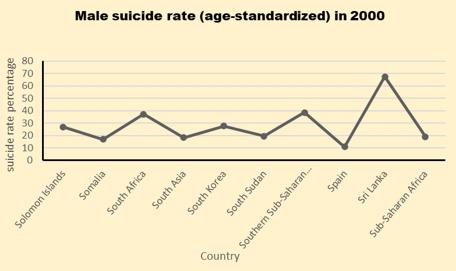 Male suicide rate (age-standardized) in 2000
suicide rate percentage
80
70
60
50
40
30
20
10
0
Solomon Islands
Somalia
South Africa
South Asia
South Korea
South Sudan
Southern Sub-Saharan...
Spain
Sri Lanka
Sub-Saharan Africa
Country